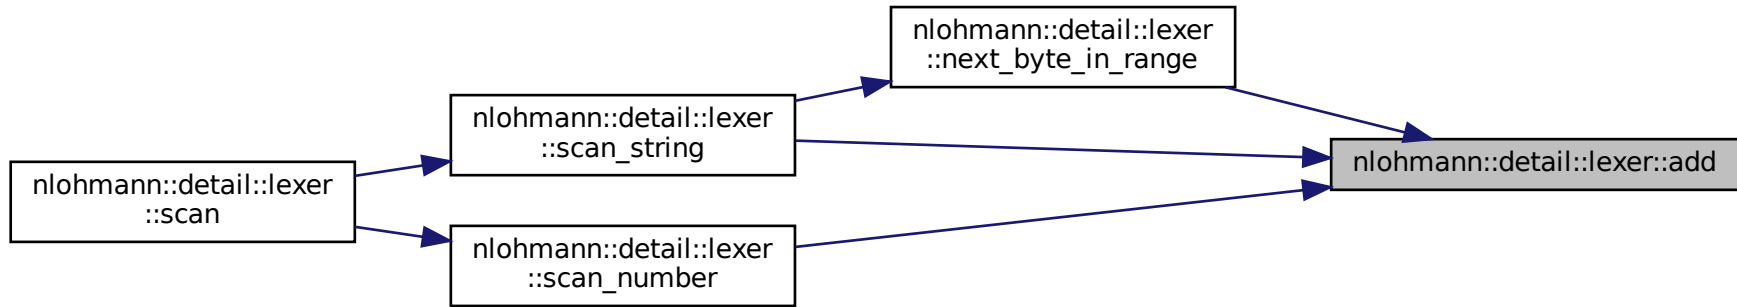 nlohmann::detail::lexer
::next_byte_in_range
nlohmann::detail::lexer
::scan_string
nlohmann::detail::lexer::add
nlohmann::detail::lexer
::scan
nlohmann::detail::lexer
::scan_number